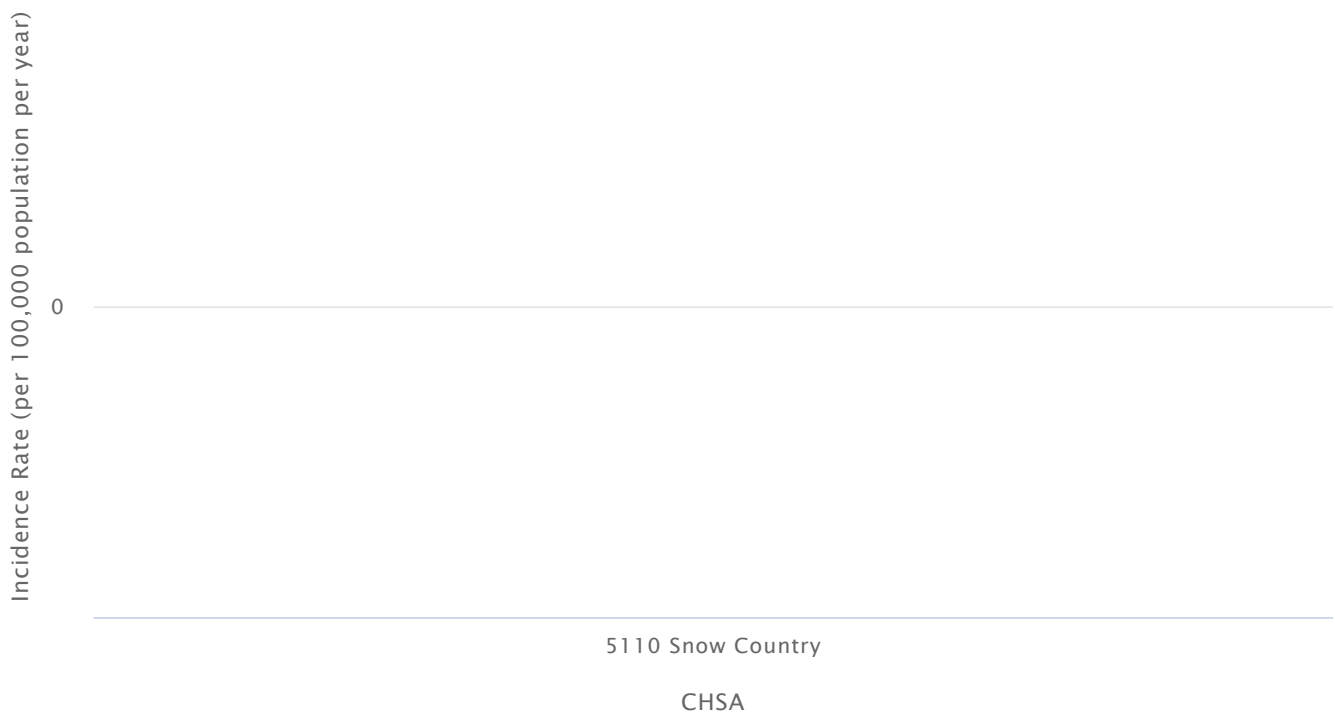 Incidence Rate (per 100,000 population per year)
0
5110 Snow Country
CHSA